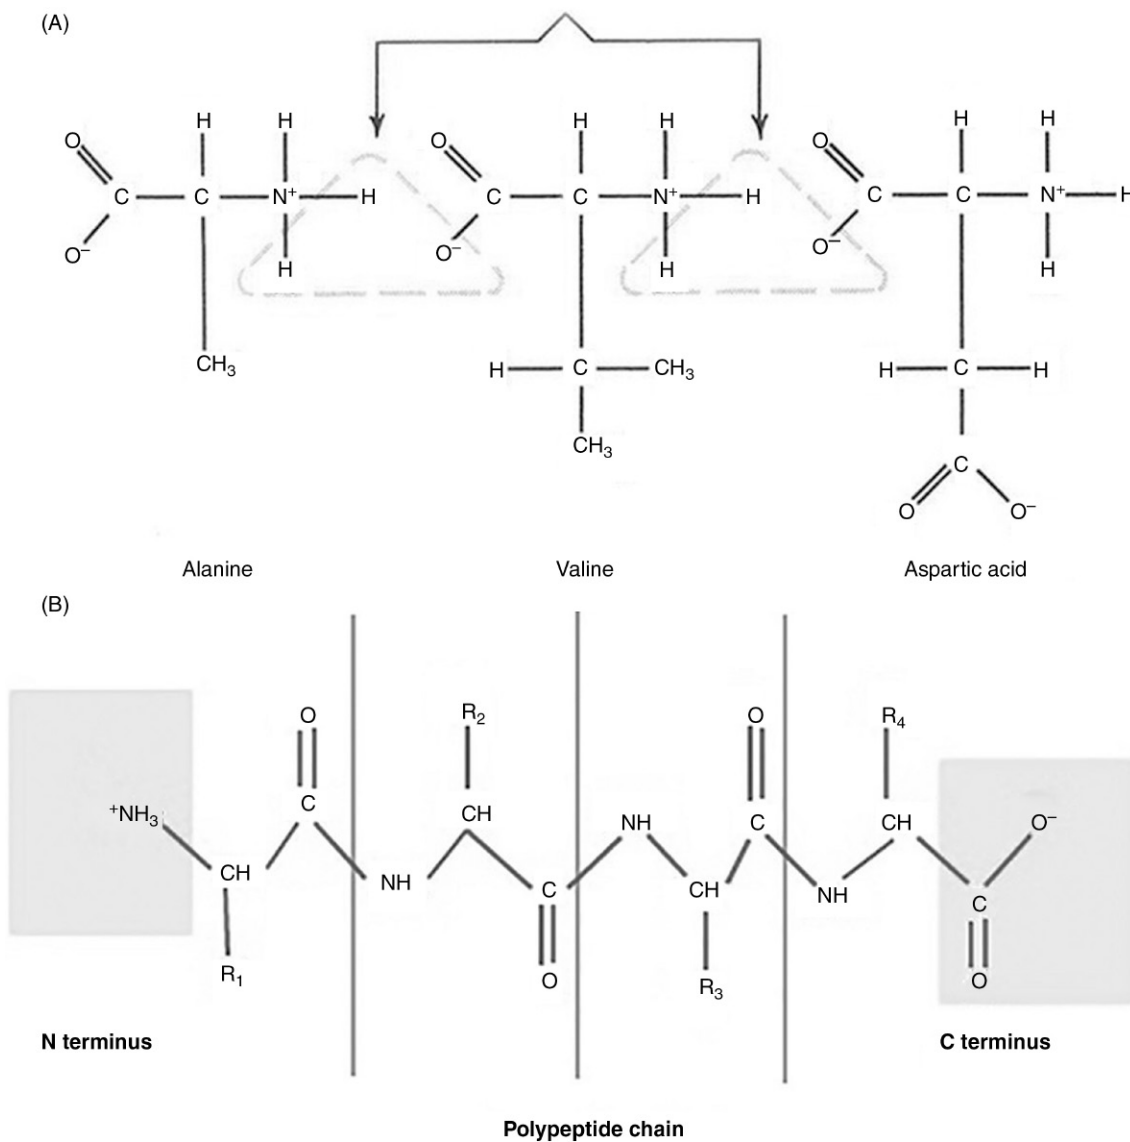 (A)
H H H H H H
O O O
C C N⁺ H C C N⁺ H C C N⁺ H
O⁻ O⁻ O⁻
H H H
CH₃ H C CH₃ H C H
CH₃
C
O O⁻
Alanine Valine Aspartic acid
(B)
O R₂ O R₄
⁺NH₃ C CH NH C CH O⁻
CH NH C CH NH C
R₁ O R₃ O
N terminus C terminus
Polypeptide chain